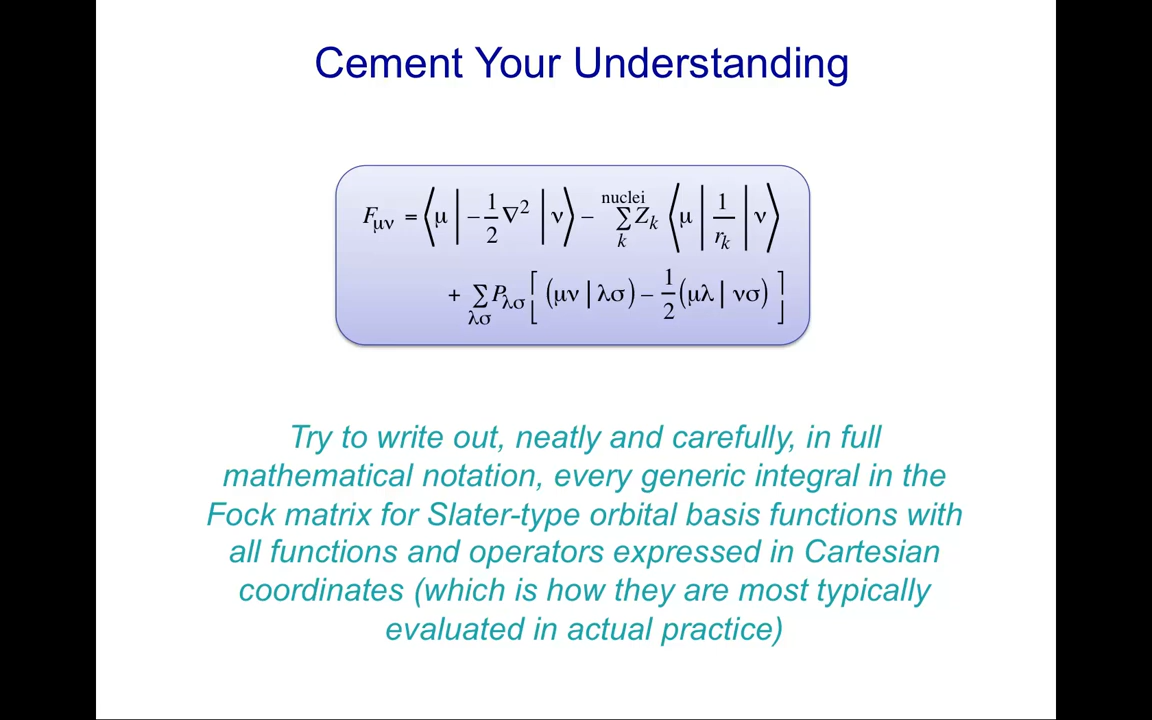 Cement Your Understanding
F_μν = ⟨μ | –1/2 ∇² | ν⟩ – nuclei ∑ k Z_k ⟨μ | 1/r_k | ν⟩
+ ∑ λσ P_λσ [ (μν | λσ) – 1/2 (μλ | νσ) ]
Try to write out, neatly and carefully, in full
mathematical notation, every generic integral in the
Fock matrix for Slater-type orbital basis functions with
all functions and operators expressed in Cartesian
coordinates (which is how they are most typically
evaluated in actual practice)